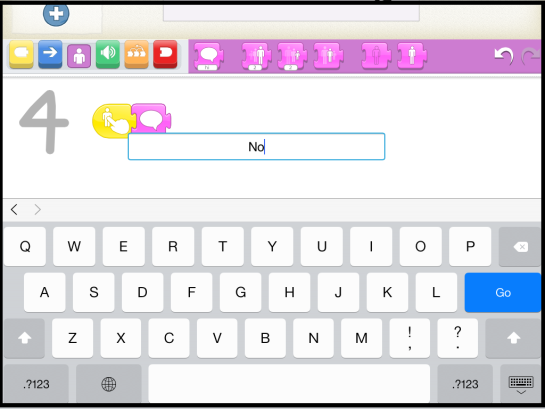 4
No
Q W E R T Y U I O P
A S D F G H J K L Go
Z X C V B N M ! , ? .
.?123 .?123